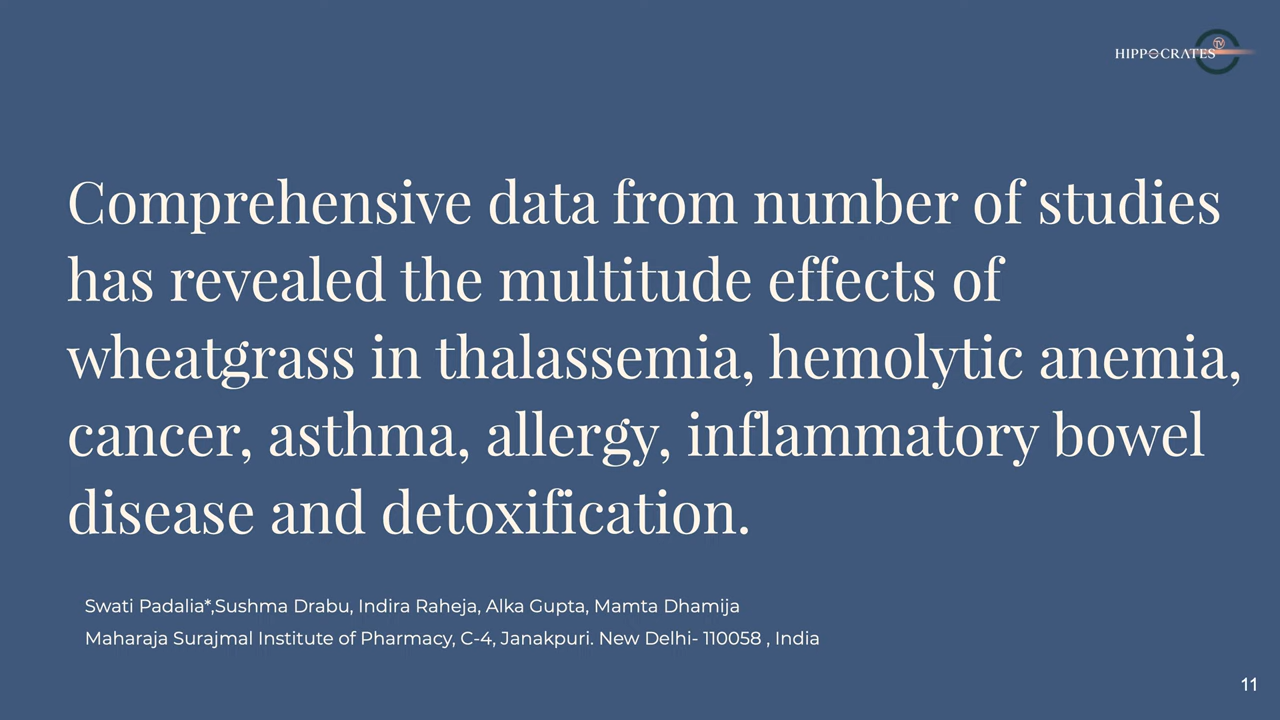 HIPPOCRATES TV
Comprehensive data from number of studies
has revealed the multitude effects of
wheatgrass in thalassemia, hemolytic anemia,
cancer, asthma, allergy, inflammatory bowel
disease and detoxification.
Swati Padalia*,Sushma Drabu, Indira Raheja, Alka Gupta, Mamta Dhamija
Maharaja Surajmal Institute of Pharmacy, C-4, Janakpuri. New Delhi- 110058 , India
11